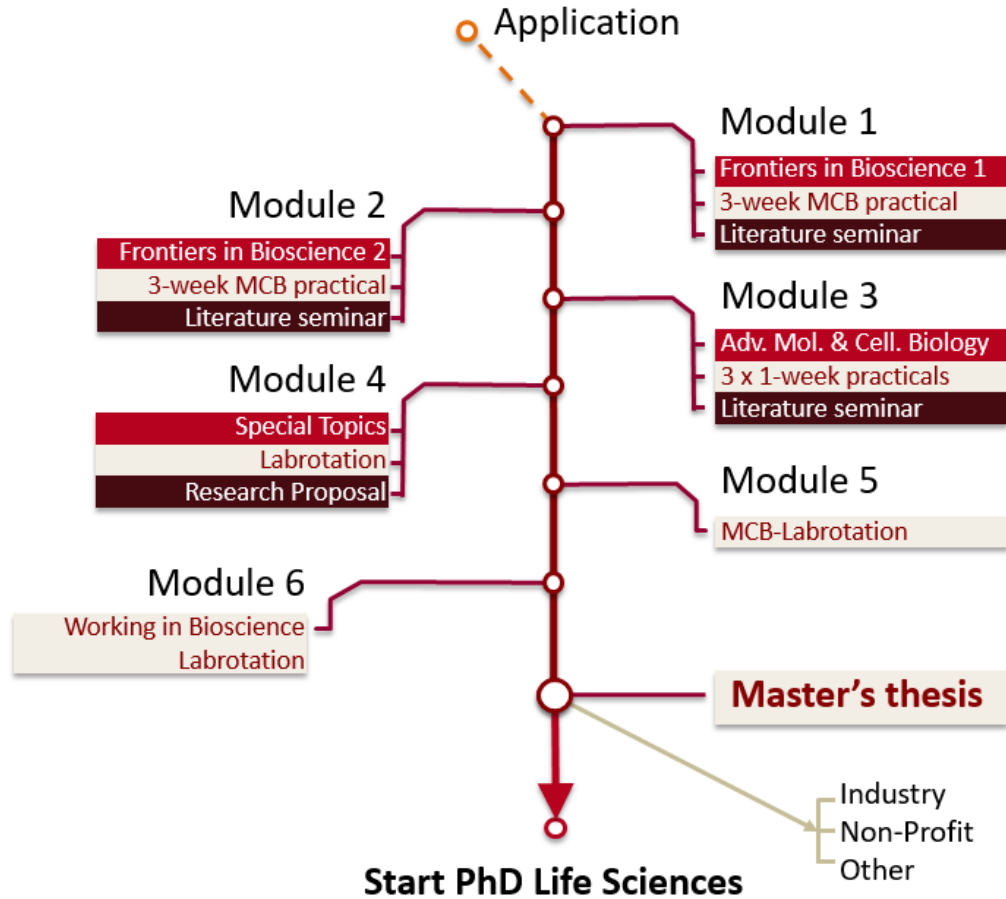 Application
Module 1
Frontiers in Bioscience 1
3-week MCB practical
Literature seminar
Module 2
Frontiers in Bioscience 2
3-week MCB practical
Literature seminar
Module 3
Adv. Mol. & Cell. Biology
3 x 1-week practicals
Literature seminar
Module 4
Special Topics
Labrotation
Research Proposal
Module 5
MCB-Labrotation
Module 6
Working in Bioscience
Labrotation
Master's thesis
Industry
Non-Profit
Other
Start PhD Life Sciences